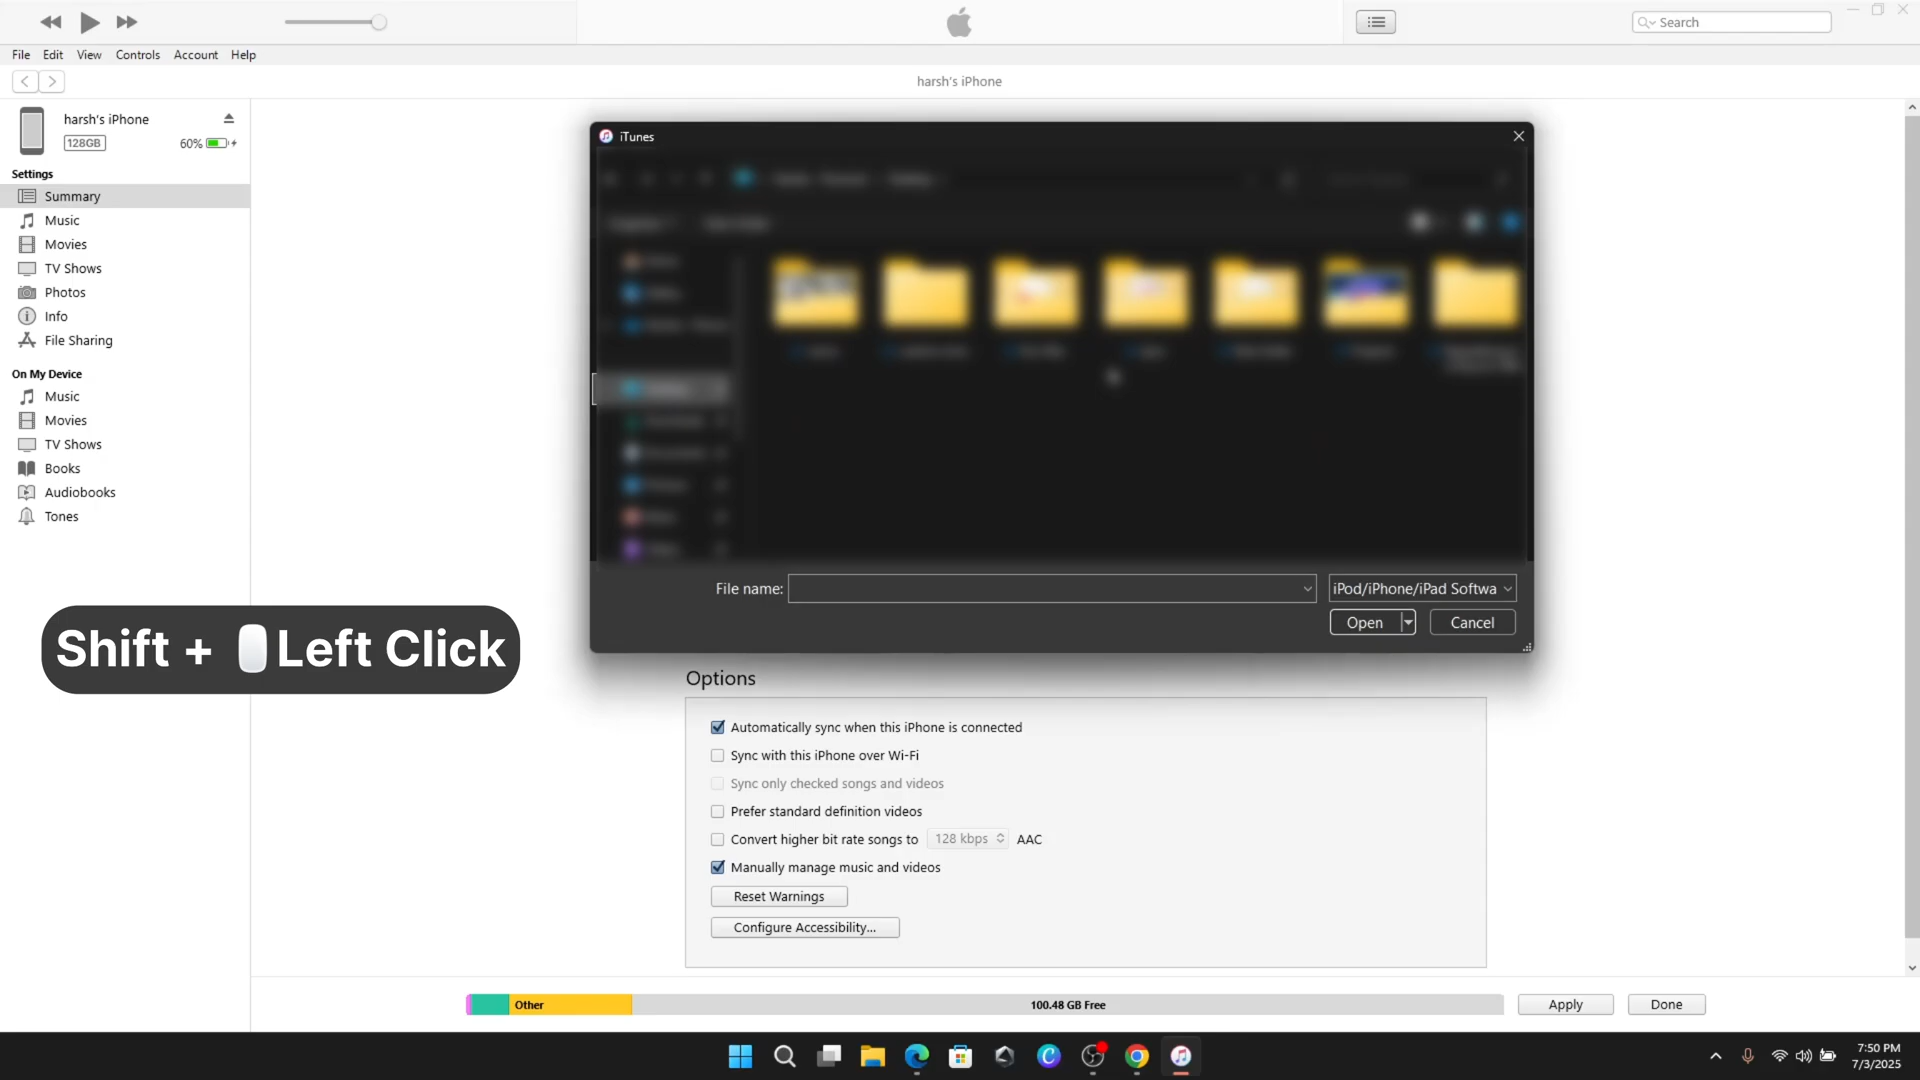 Search
File Edit View Controls Account Help
harsh's iPhone
harsh's iPhone
128GB
60%
Settings
Summary
Music
Movies
TV Shows
Photos
Info
File Sharing
On My Device
Music
Movies
TV Shows
Books
Audiobooks
Tones
Shift + Left Click
iTunes
File name:
iPod/iPhone/iPad Softwa
Open
Cancel
Options
Automatically sync when this iPhone is connected
Sync with this iPhone over Wi-Fi
Sync only checked songs and videos
Prefer standard definition videos
Convert higher bit rate songs to 128 kbps AAC
Manually manage music and videos
Reset Warnings
Configure Accessibility...
Other
100.48 GB Free
Apply
Done
7:50 PM
7/3/2025